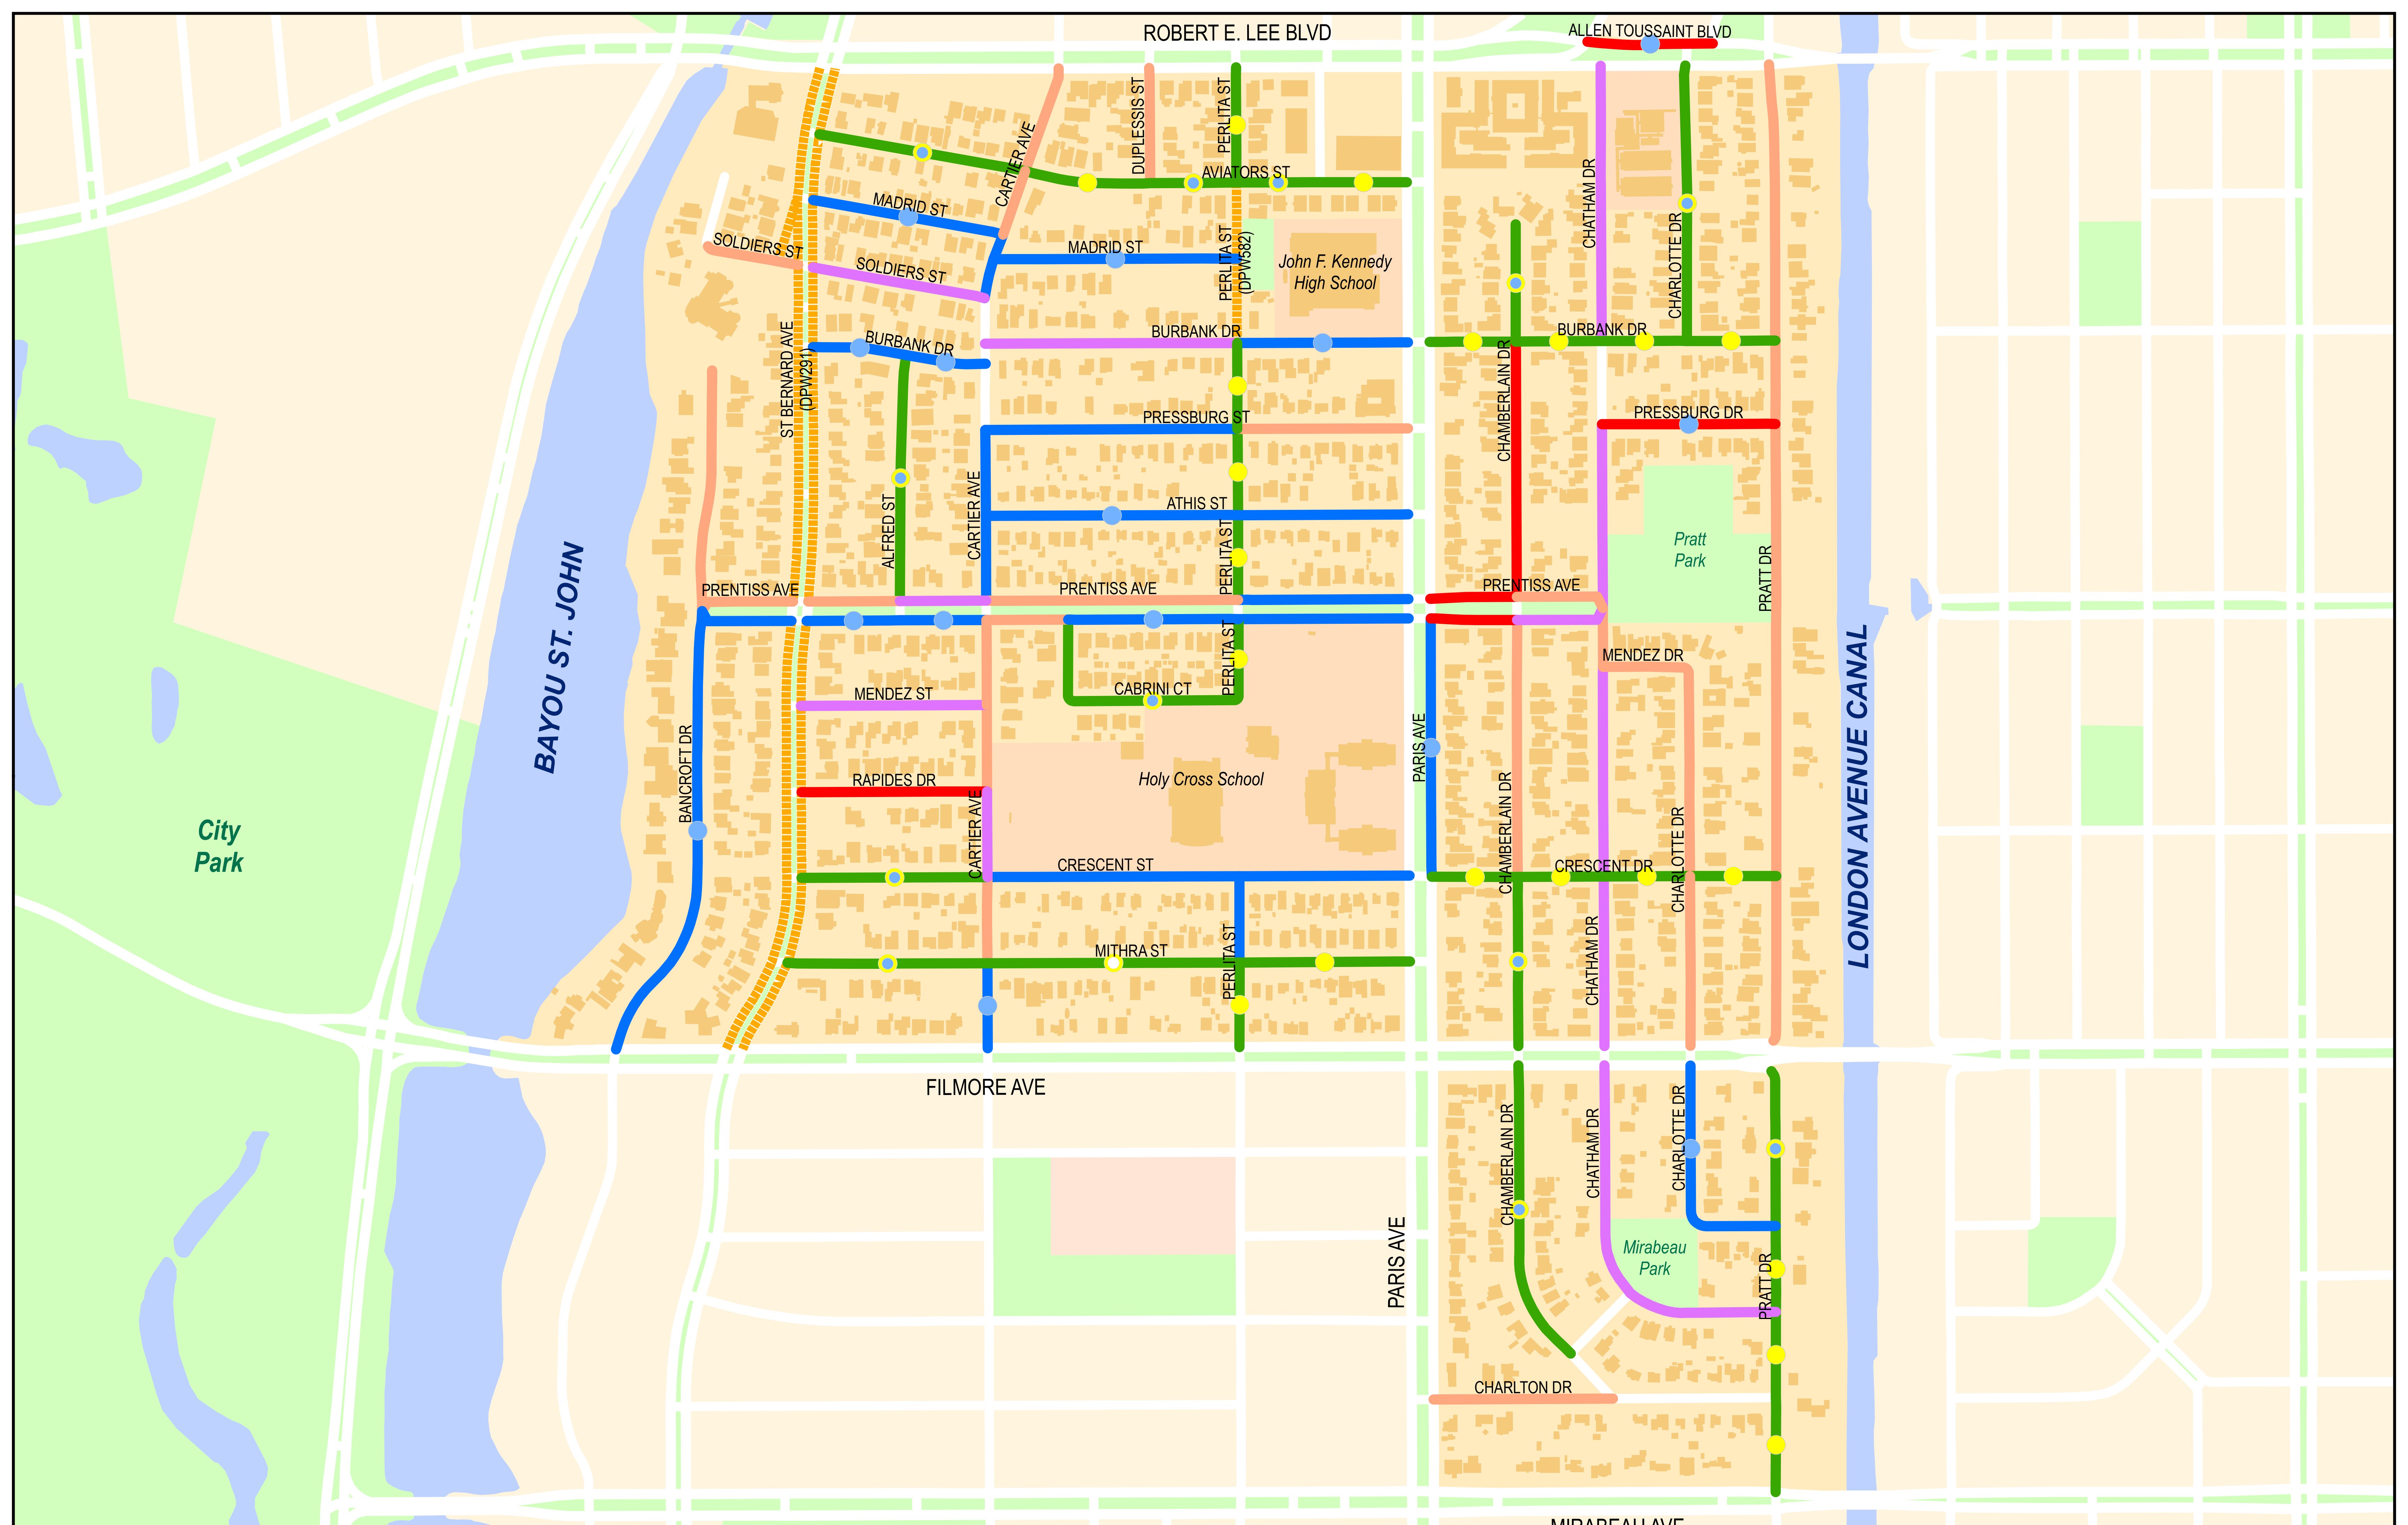 ROBERT E. LEE BLVD
ALLEN TOUSSAINT BLVD
CARTIER AVE
DUPLESSIS ST
PERLITA ST
AVIATORS ST
MADRID ST
SOLDIERS ST
SOLDIERS ST
MADRID ST
PERLITA ST
(DPW582)
John F. Kennedy
High School
CHATHAM DR
CHARLOTTE DR
ST BERNARD AVE
(DPW291)
BURBANK DR
BURBANK DR
BURBANK DR
CHAMBERLAIN DR
PRESSBURG ST
PRESSBURG DR
ALFRED ST
CARTIER AVE
ATHIS ST
PERLITA ST
Pratt
Park
PRATT DR
BAYOU ST. JOHN
PRENTISS AVE
PRENTISS AVE
PRENTISS AVE
LONDON AVENUE CANAL
MENDEZ ST
CABRINI CT
PERLITA ST
MENDEZ DR
BANCROFT DR
RAPIDES DR
CARTIER AVE
Holy Cross School
PARIS AVE
CHAMBERLAIN DR
CHARLOTTE DR
City
Park
CRESCENT ST
CRESCENT DR
MITHRA ST
PERLITA ST
CHATHAM DR
FILMORE AVE
CHAMBERLAIN DR
CHATHAM DR
CHARLOTTE DR
PARIS AVE
Mirabeau
Park
PRATT DR
CHARLTON DR
MIRABEAU AVE